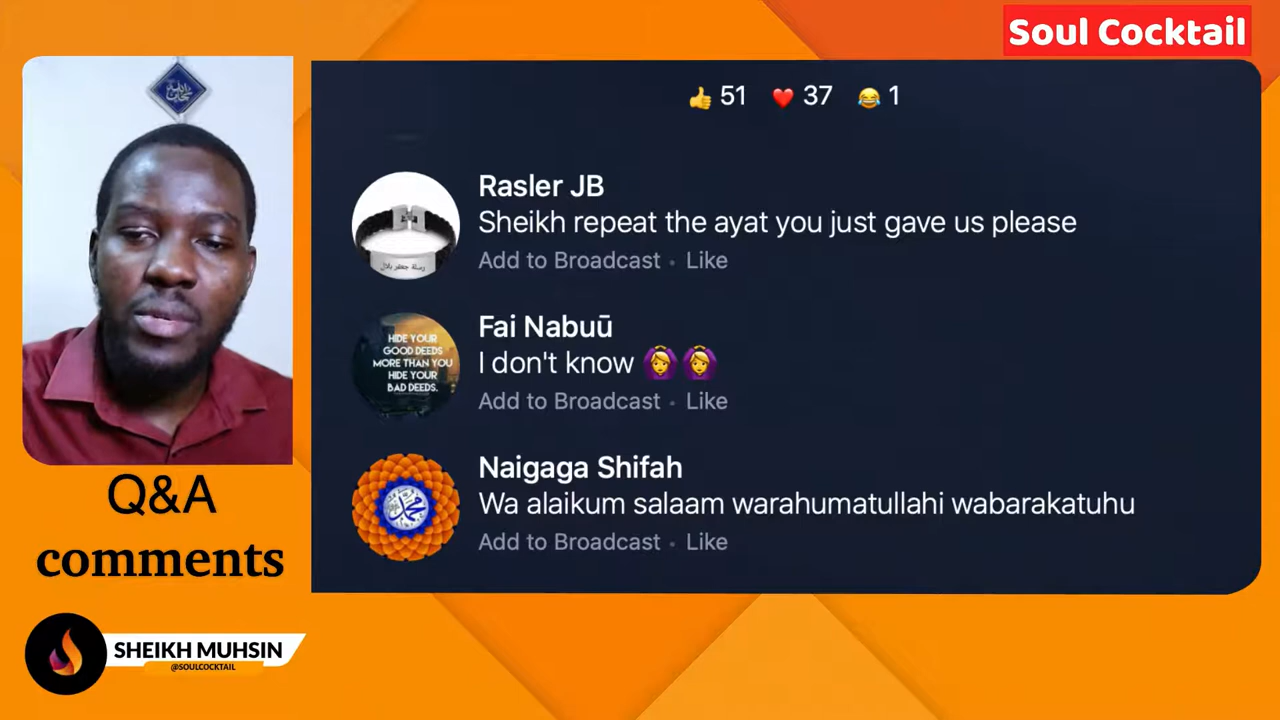 Soul Cocktail
👍 51 ❤️ 37 😂 1
Rasler JB
Sheikh repeat the ayat you just gave us please
Add to Broadcast • Like
Fai Nabuū
I don't know 🙆‍♀️🙆‍♀️
Add to Broadcast • Like
HIDE YOUR
GOOD DEEDS
MORE THAN YOU
HIDE YOUR
BAD DEEDS.
Naigaga Shifah
Wa alaikum salaam warahumatullahi wabarakatuhu
Add to Broadcast • Like
محمد
Q&A
comments
SHEIKH MUHSIN
@SOULCOCKTAIL